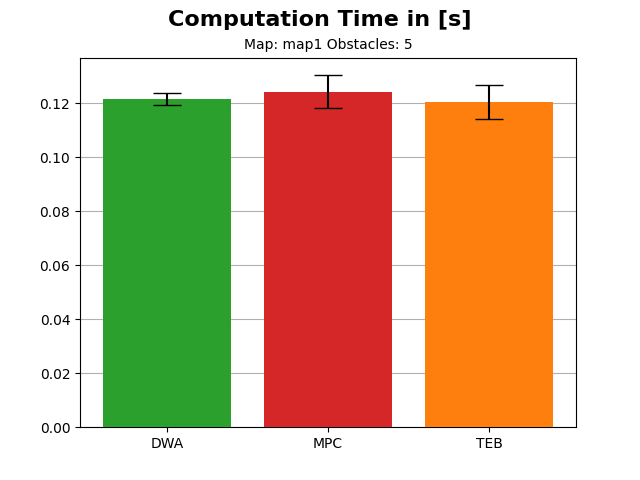 Computation Time in [s]
Map: map1 Obstacles: 5
0.12
0.10
0.08
0.06
0.04
0.02
0.00
DWA
MPC
TEB